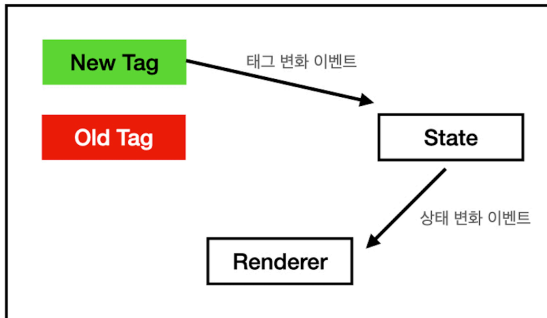 New Tag
태그 변화 이벤트
Old Tag
State
상태 변화 이벤트
Renderer